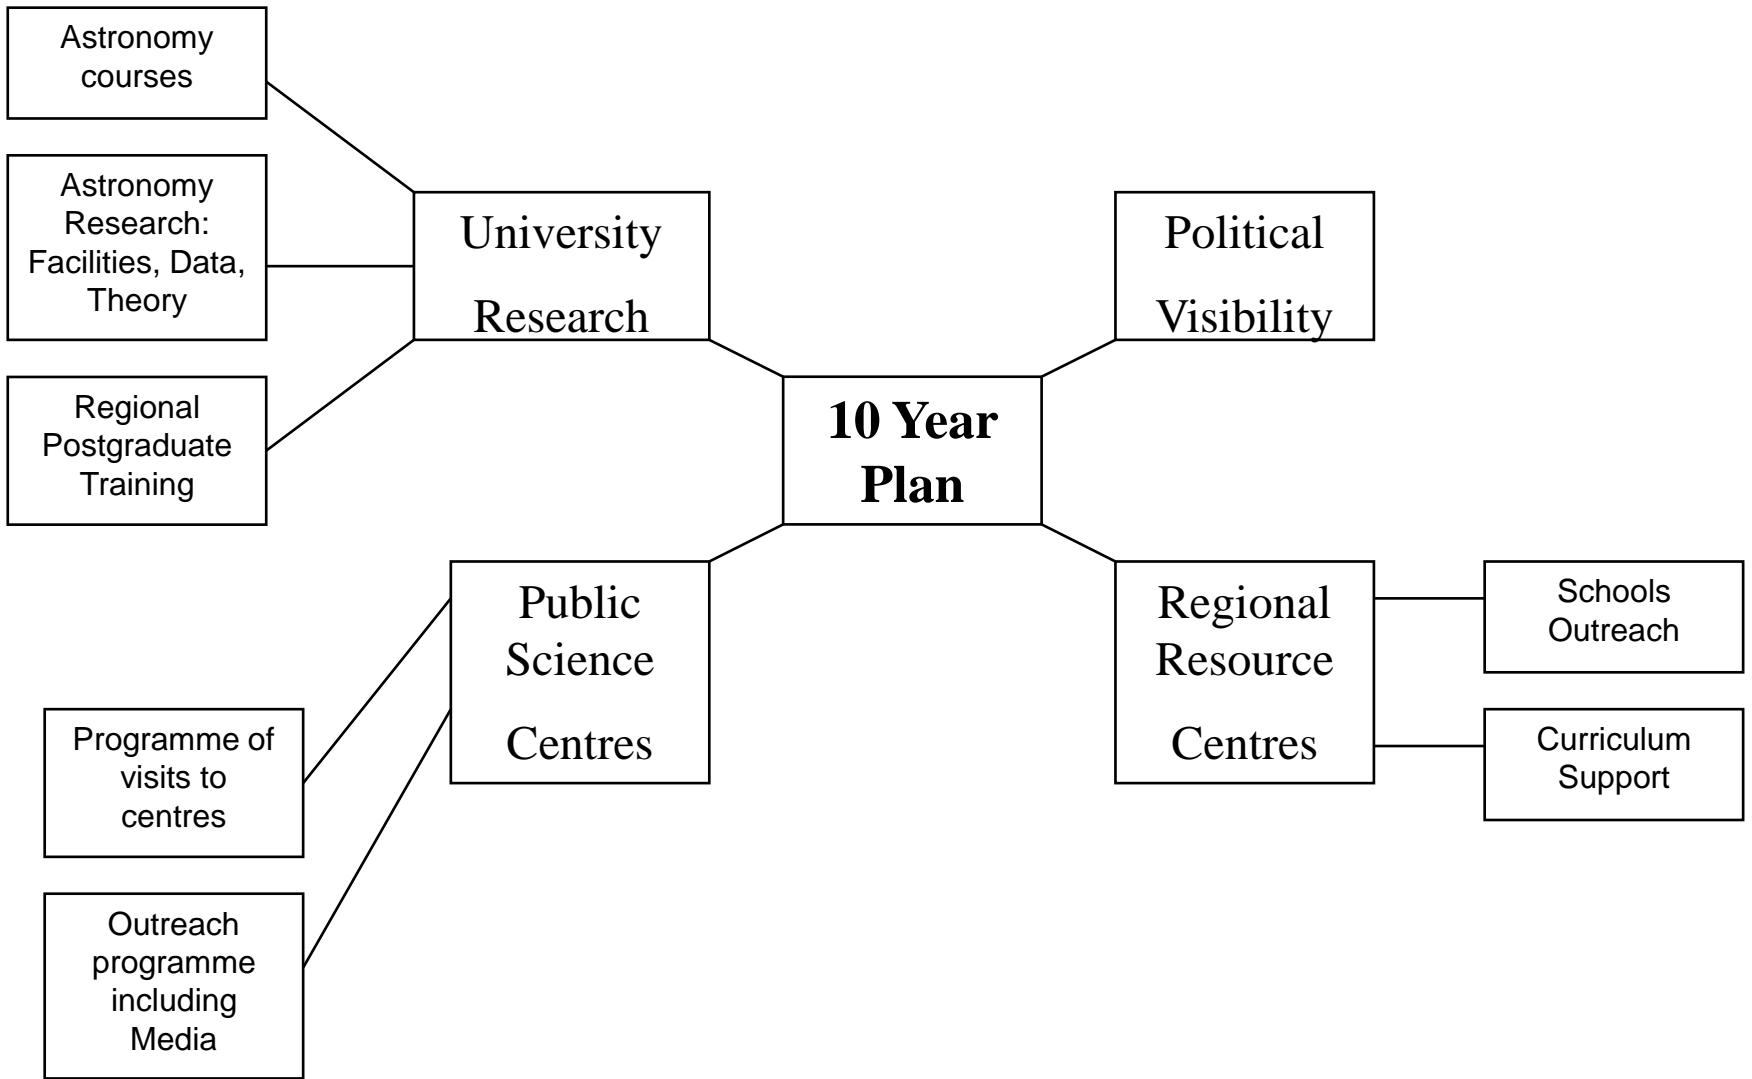 Astronomy
courses
Astronomy
Research:
Facilities, Data,
Theory
Regional
Postgraduate
Training
University
Research
Political
Visibility
10 Year
Plan
Public
Science
Centres
Regional
Resource
Centres
Schools
Outreach
Curriculum
Support
Programme of
visits to
centres
Outreach
programme
including
Media